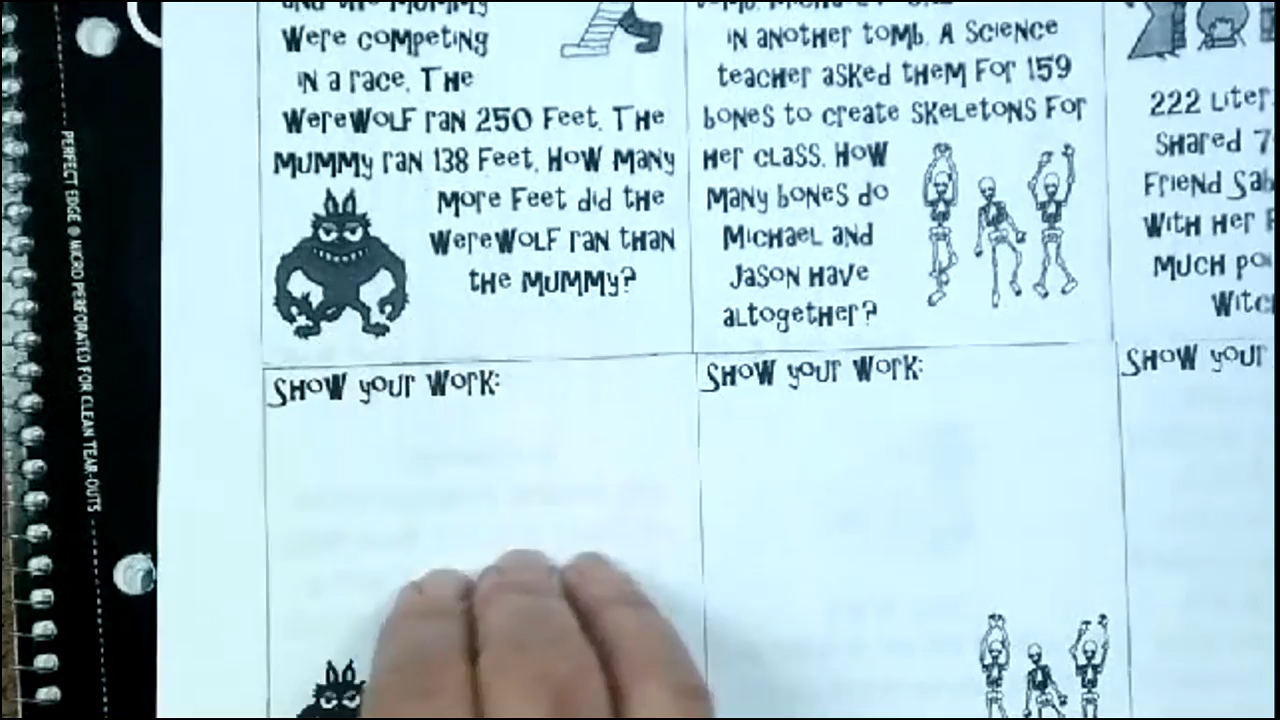 PERFECT EDGE ® MICRO PERFORATED FOR CLEAN TEAR-OUTS
and the Mummy
Were competing
in a race. The
Werewolf ran 250 feet. The
Mummy ran 138 feet. How many
more feet did the
Werewolf ran than
the Mummy?
Show your work:
in another tomb. A science
teacher asked them for 159
bones to create skeletons for
her class. How
many bones do
Michael and
Jason have
altogether?
Show your work:
222 Liter
Shared 7
Friend
With her
Much
Show your